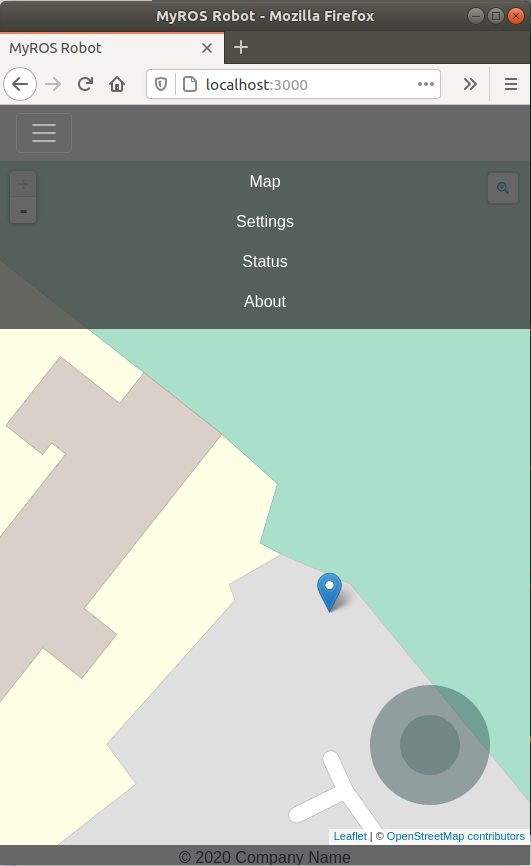 MyROS Robot - Mozilla Firefox
MyROS Robot
localhost:3000
Map
+
-
Settings
Status
About
Leaflet | © OpenStreetMap contributors
© 2020 Company Name